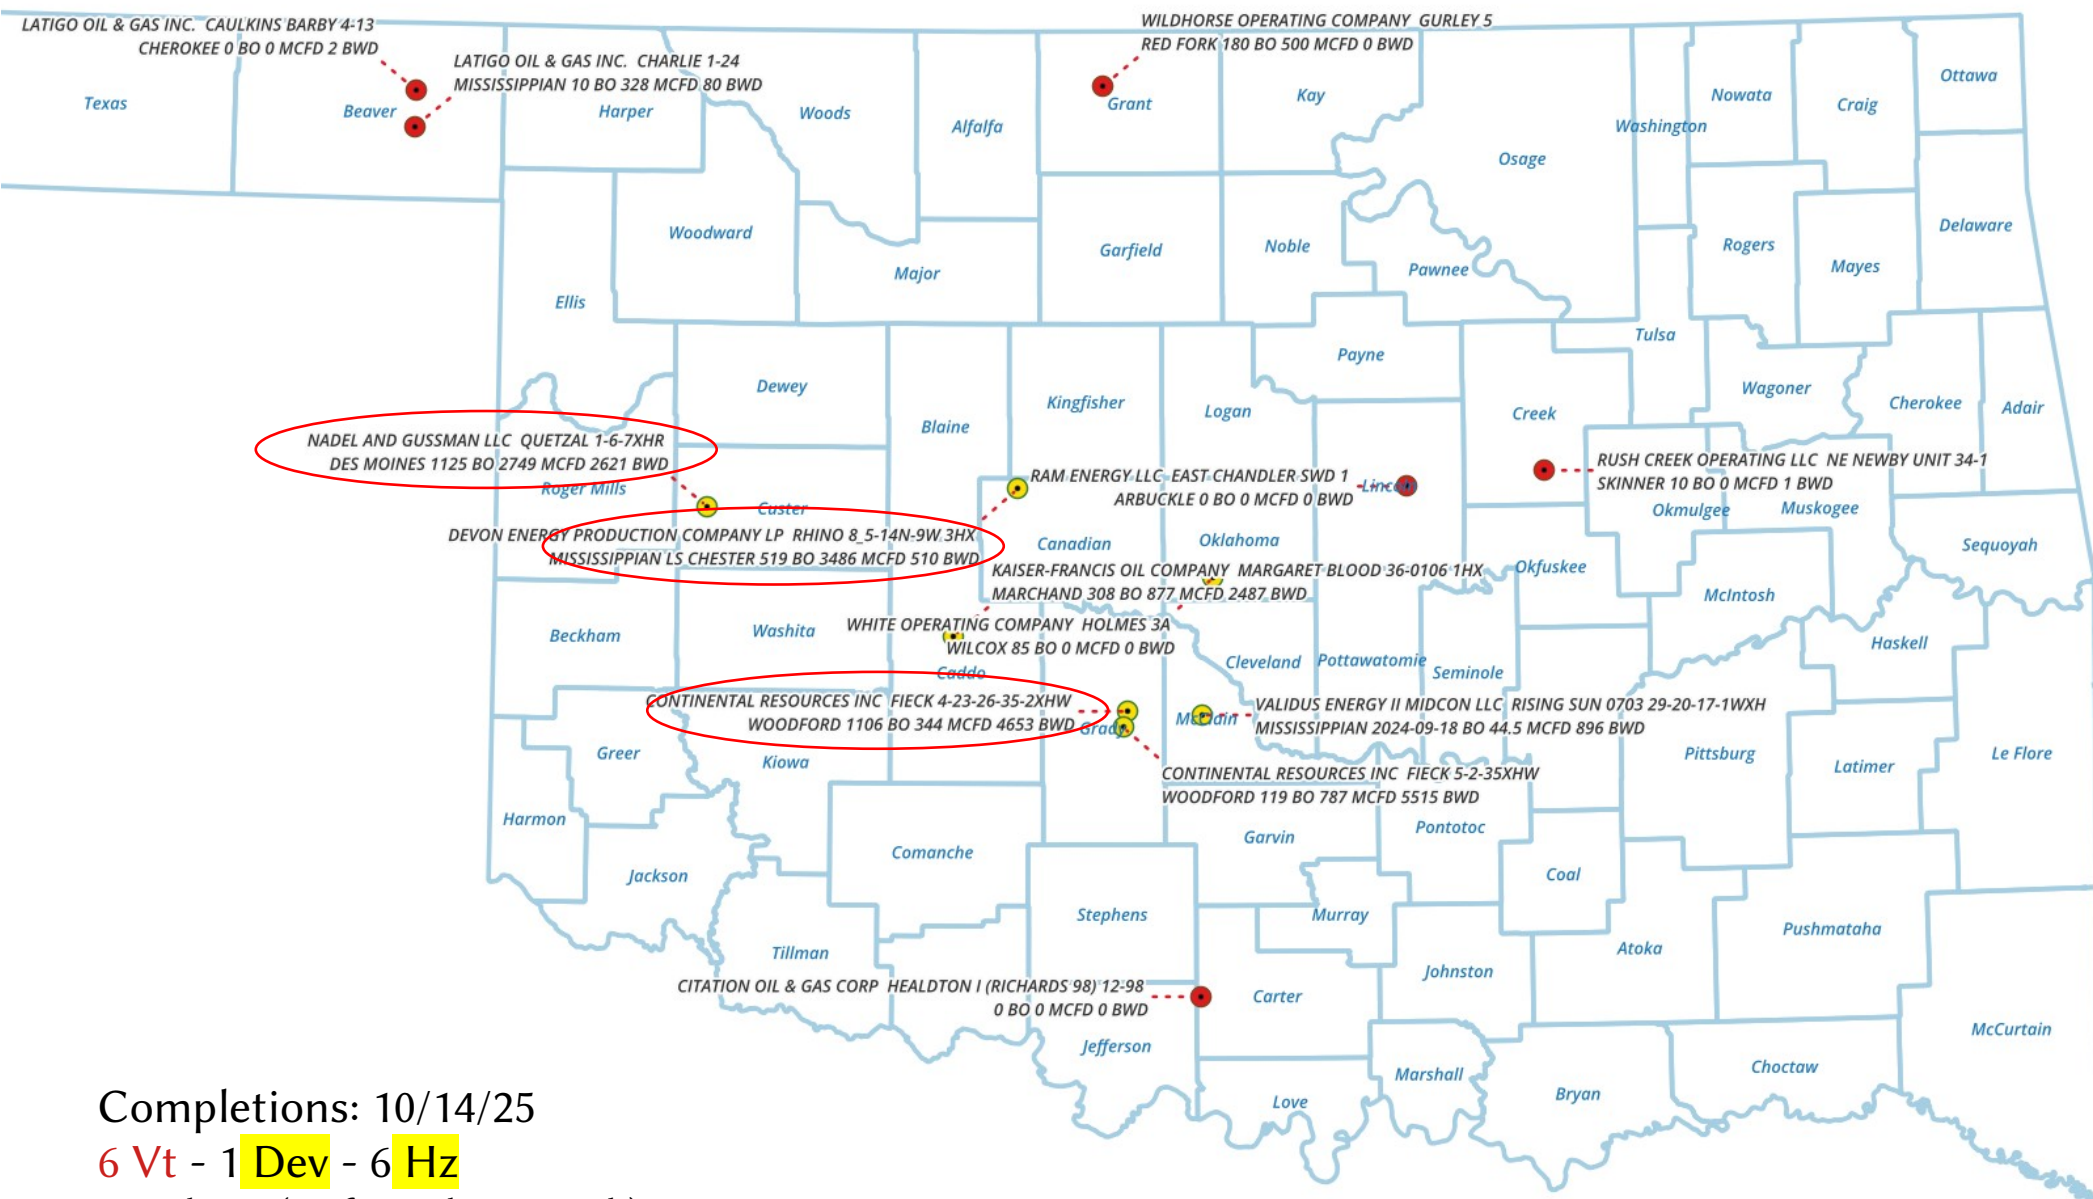 LATIGO OIL & GAS INC. CAULKINS BARBY 4-13
CHEROKEE 0 BO 0 MCFD 2 BWD
LATIGO OIL & GAS INC. CHARLIE 1-24
MISSISSIPPIAN 10 BO 328 MCFD 80 BWD
WILDHORSE OPERATING COMPANY GURLEY 5
RED FORK 180 BO 500 MCFD 0 BWD
Texas
Beaver
Harper
Woods
Alfalfa
Grant
Kay
Osage
Washington
Nowata
Craig
Ottawa
Woodward
Major
Garfield
Noble
Pawnee
Rogers
Mayes
Delaware
Ellis
Dewey
Blaine
Kingfisher
Logan
Payne
Creek
Tulsa
Wagoner
Cherokee
Adair
NADEL AND GUSSMAN LLC QUETZAL 1-6-7XHR
DES MOINES 1125 BO 2749 MCFD 2621 BWD
Roger Mills
Custer
RAM ENERGY LLC EAST CHANDLER SWD 1
ARBUCKLE 0 BO 0 MCFD 0 BWD
Lincoln
RUSH CREEK OPERATING LLC NE NEWBY UNIT 34-1
SKINNER 10 BO 0 MCFD 1 BWD
Okmulgee
Muskogee
DEVON ENERGY PRODUCTION COMPANY LP RHINO 8_5-14N-9W 3HX
MISSISSIPPIAN LS CHESTER 519 BO 3486 MCFD 510 BWD
Canadian
Oklahoma
Okfuskee
Sequoyah
KAISER-FRANCIS OIL COMPANY MARGARET BLOOD 36-0106 1HX
MARCHAND 308 BO 877 MCFD 2487 BWD
McIntosh
Beckham
Washita
WHITE OPERATING COMPANY HOLMES 3A
WILCOX 85 BO 0 MCFD 0 BWD
Caddo
Cleveland
Pottawatomie
Seminole
Haskell
CONTINENTAL RESOURCES INC FIECK 4-23-26-35-2XHW
WOODFORD 1106 BO 344 MCFD 4653 BWD
Grady
McClain
VALIDUS ENERGY II MIDCON LLC RISING SUN 0703 29-20-17-1WXH
MISSISSIPPIAN 2024-09-18 BO 44.5 MCFD 896 BWD
Greer
Kiowa
Pittsburg
Latimer
Le Flore
CONTINENTAL RESOURCES INC FIECK 5-2-35XHW
WOODFORD 119 BO 787 MCFD 5515 BWD
Harmon
Jackson
Comanche
Garvin
Pontotoc
Coal
Stephens
Murray
Tillman
Johnston
Atoka
Pushmataha
CITATION OIL & GAS CORP HEALDTON I (RICHARDS 98) 12-98
0 BO 0 MCFD 0 BWD
Carter
Jefferson
Love
Marshall
Bryan
Choctaw
McCurtain
Completions: 10/14/25
6 Vt - 1 Dev - 6 Hz